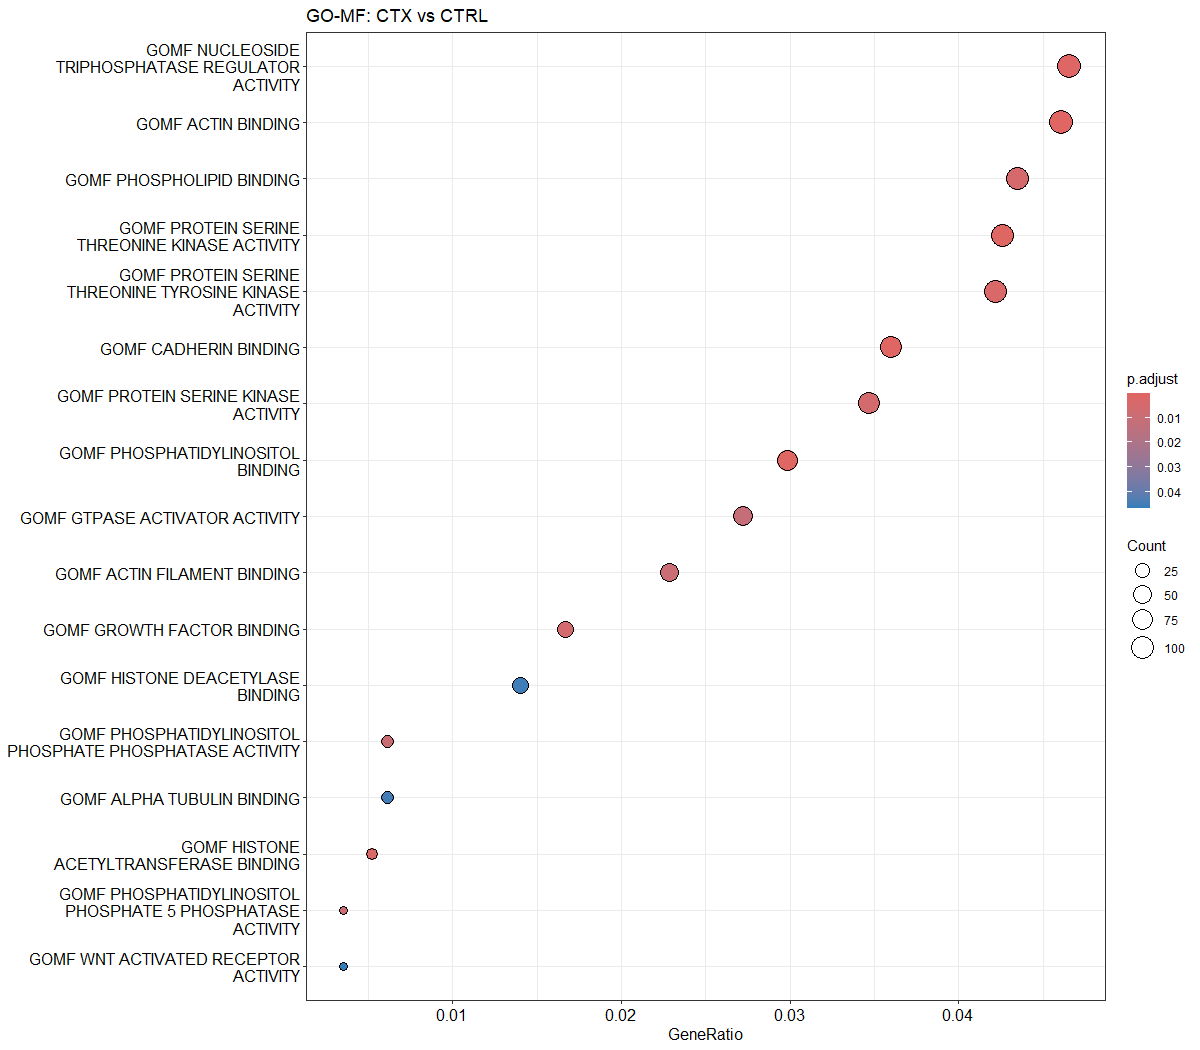 GO-MF: CTX vs CTRL
GOMF NUCLEOSIDE
TRIPHOSPHATASE REGULATOR
ACTIVITY
GOMF ACTIN BINDING
GOMF PHOSPHOLIPID BINDING
GOMF PROTEIN SERINE
THREONINE KINASE ACTIVITY
GOMF PROTEIN SERINE
THREONINE TYROSINE KINASE
ACTIVITY
GOMF CADHERIN BINDING
GOMF PROTEIN SERINE KINASE
ACTIVITY
GOMF PHOSPHATIDYLINOSITOL
BINDING
GOMF GTPASE ACTIVATOR ACTIVITY
GOMF ACTIN FILAMENT BINDING
GOMF GROWTH FACTOR BINDING
GOMF HISTONE DEACETYLASE
BINDING
GOMF PHOSPHATIDYLINOSITOL
PHOSPHATE PHOSPHATASE ACTIVITY
GOMF ALPHA TUBULIN BINDING
GOMF HISTONE
ACETYLTRANSFERASE BINDING
GOMF PHOSPHATIDYLINOSITOL
PHOSPHATE 5 PHOSPHATASE
ACTIVITY
GOMF WNT ACTIVATED RECEPTOR
ACTIVITY
0.01
0.02
0.03
0.04
GeneRatio
p.adjust
0.01
0.02
0.03
0.04
Count
25
50
75
100